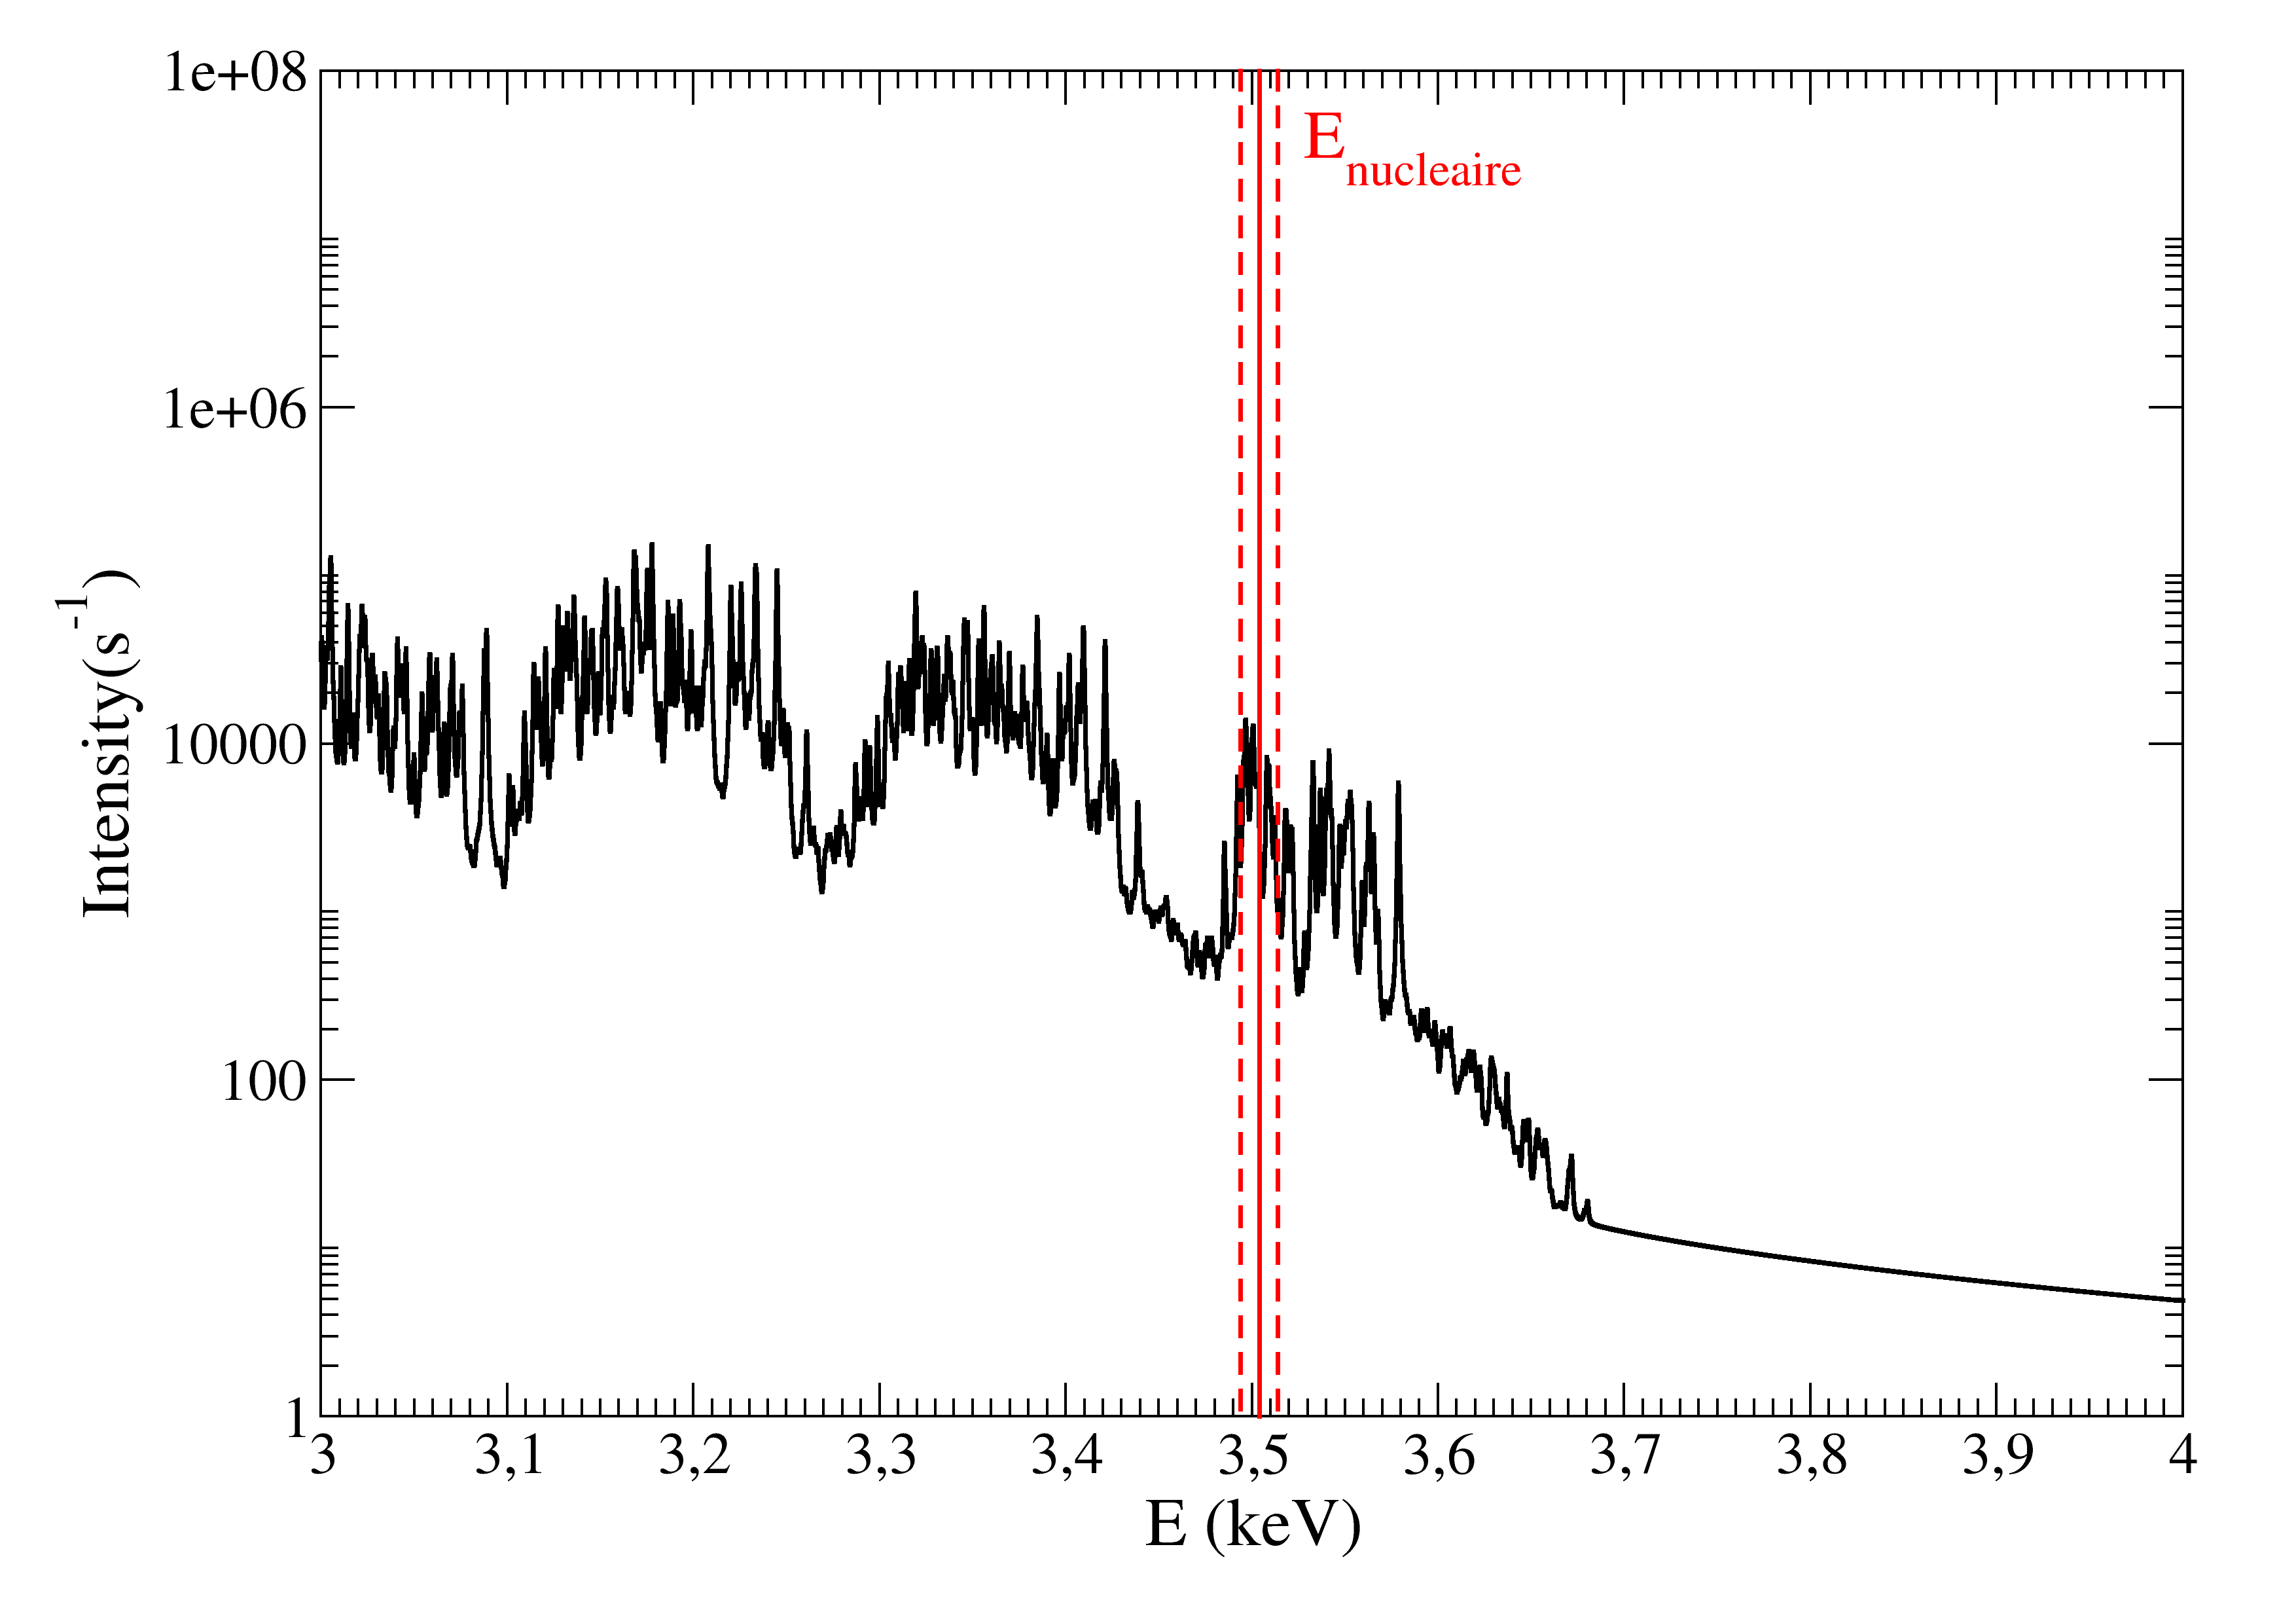 1e+08
E nucleaire
1e+06
Intensity(s-1)
10000
100
1
3 3,1 3,2 3,3 3,4 3,5 3,6 3,7 3,8 3,9 4
E (keV)